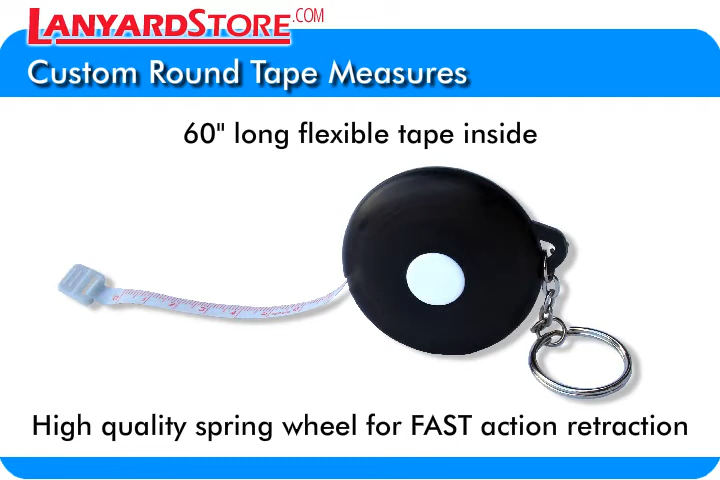 LANYARDSTORE.COM
Custom Round Tape Measures
60" long flexible tape inside
High quality spring wheel for FAST action retraction